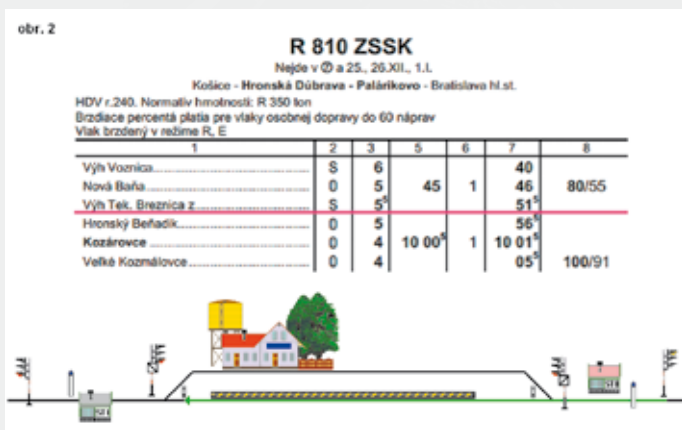 obr. 2
R 810 ZSSK
Nejde v ⑦ a 25., 26.XII., 1.I.
Košice - Hronská Dúbrava - Palárikovo - Bratislava hl.st.
HDV r.240. Normatív hmotnosti: R 350 ton
Brzdiace percentá platia pre vlaky osobnej dopravy do 60 náprav
Vlak brzdený v režime R, E
1 2 3 5 6 7 8
Výh Voznica S 6 40
Nová Baňa 0 5 45 1 46 80/55
Výh Tek. Breznica z S 5⁵ 51⁵
Hronský Beňadik 0 5 56⁵
Kozárovce 0 4 10 00⁵ 1 10 01⁵
Veľké Kozmálovce 0 4 05⁵ 100/91